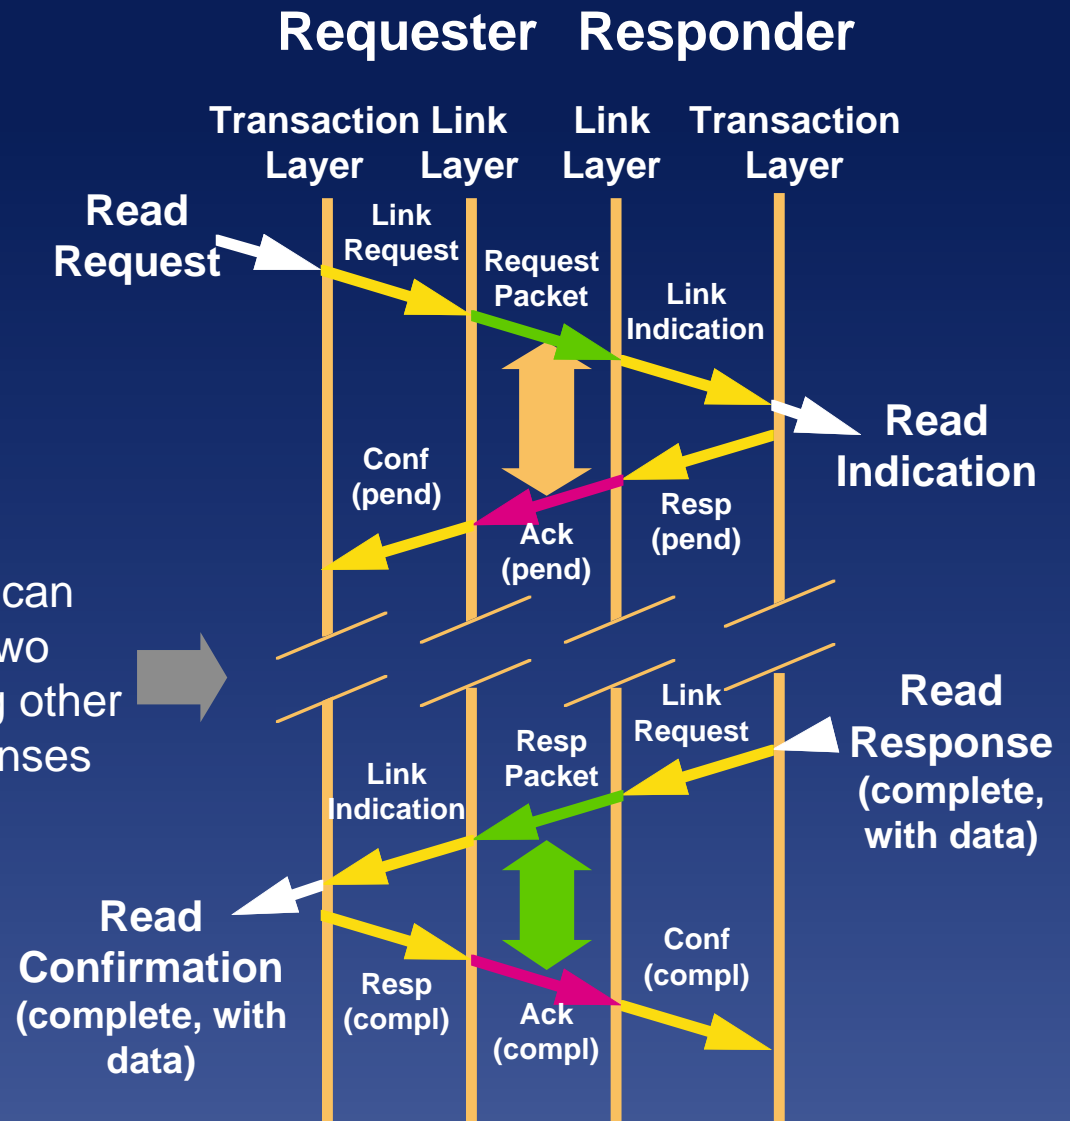 Requester Responder
Transaction Layer
Link Layer
Link Layer
Transaction Layer
Read
Request
Link
Request
Request
Packet
Link
Indication
Read
Indication
Conf
(pend)
Resp
(pend)
Ack
(pend)
can
wo
g other
nses
Link
Request
Read
Response
(complete,
with data)
Resp
Packet
Link
Indication
Read
Confirmation
(complete, with
data)
Resp
(compl)
Conf
(compl)
Ack
(compl)